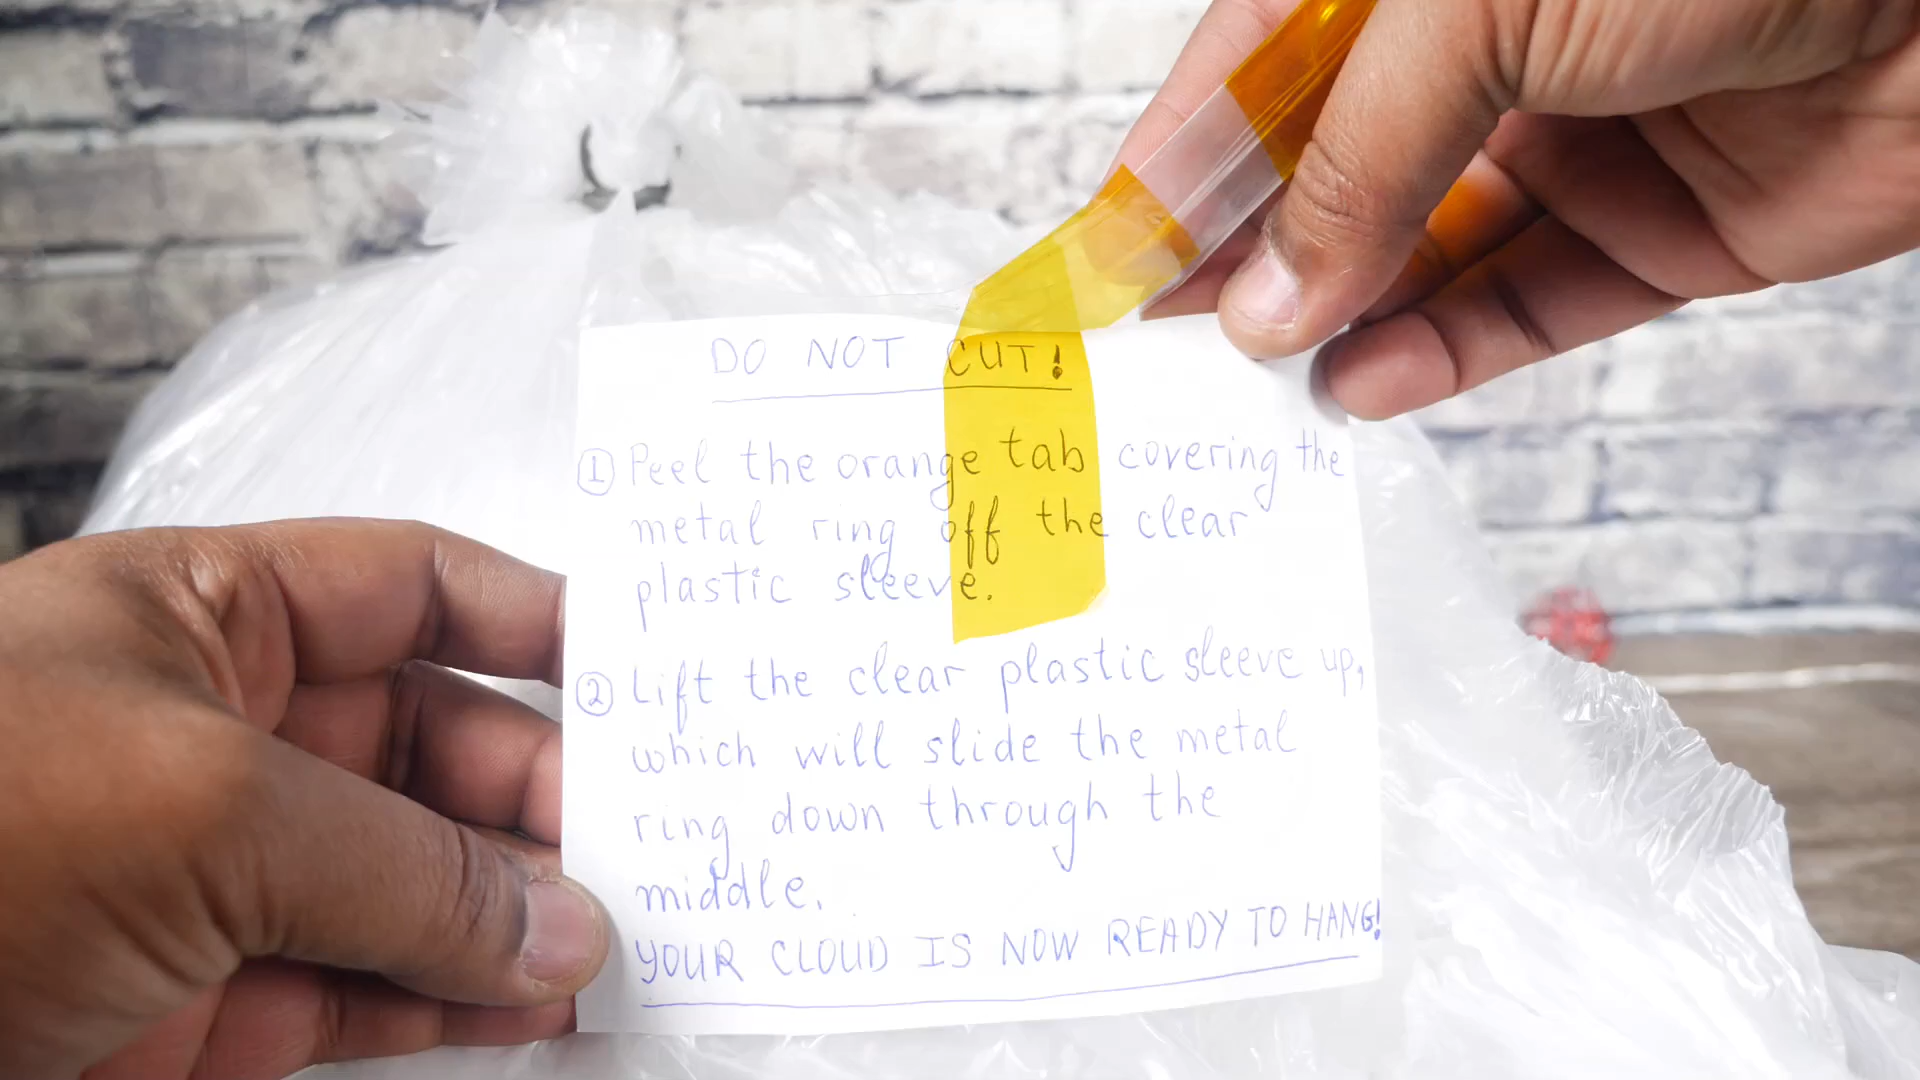 DO NOT CUT!
① Peel the orange tab covering the
metal ring off the clear
plastic sleeve.
② Lift the clear plastic sleeve up,
which will slide the metal
ring down through the
middle.
YOUR CLOUD IS NOW READY TO HANG!